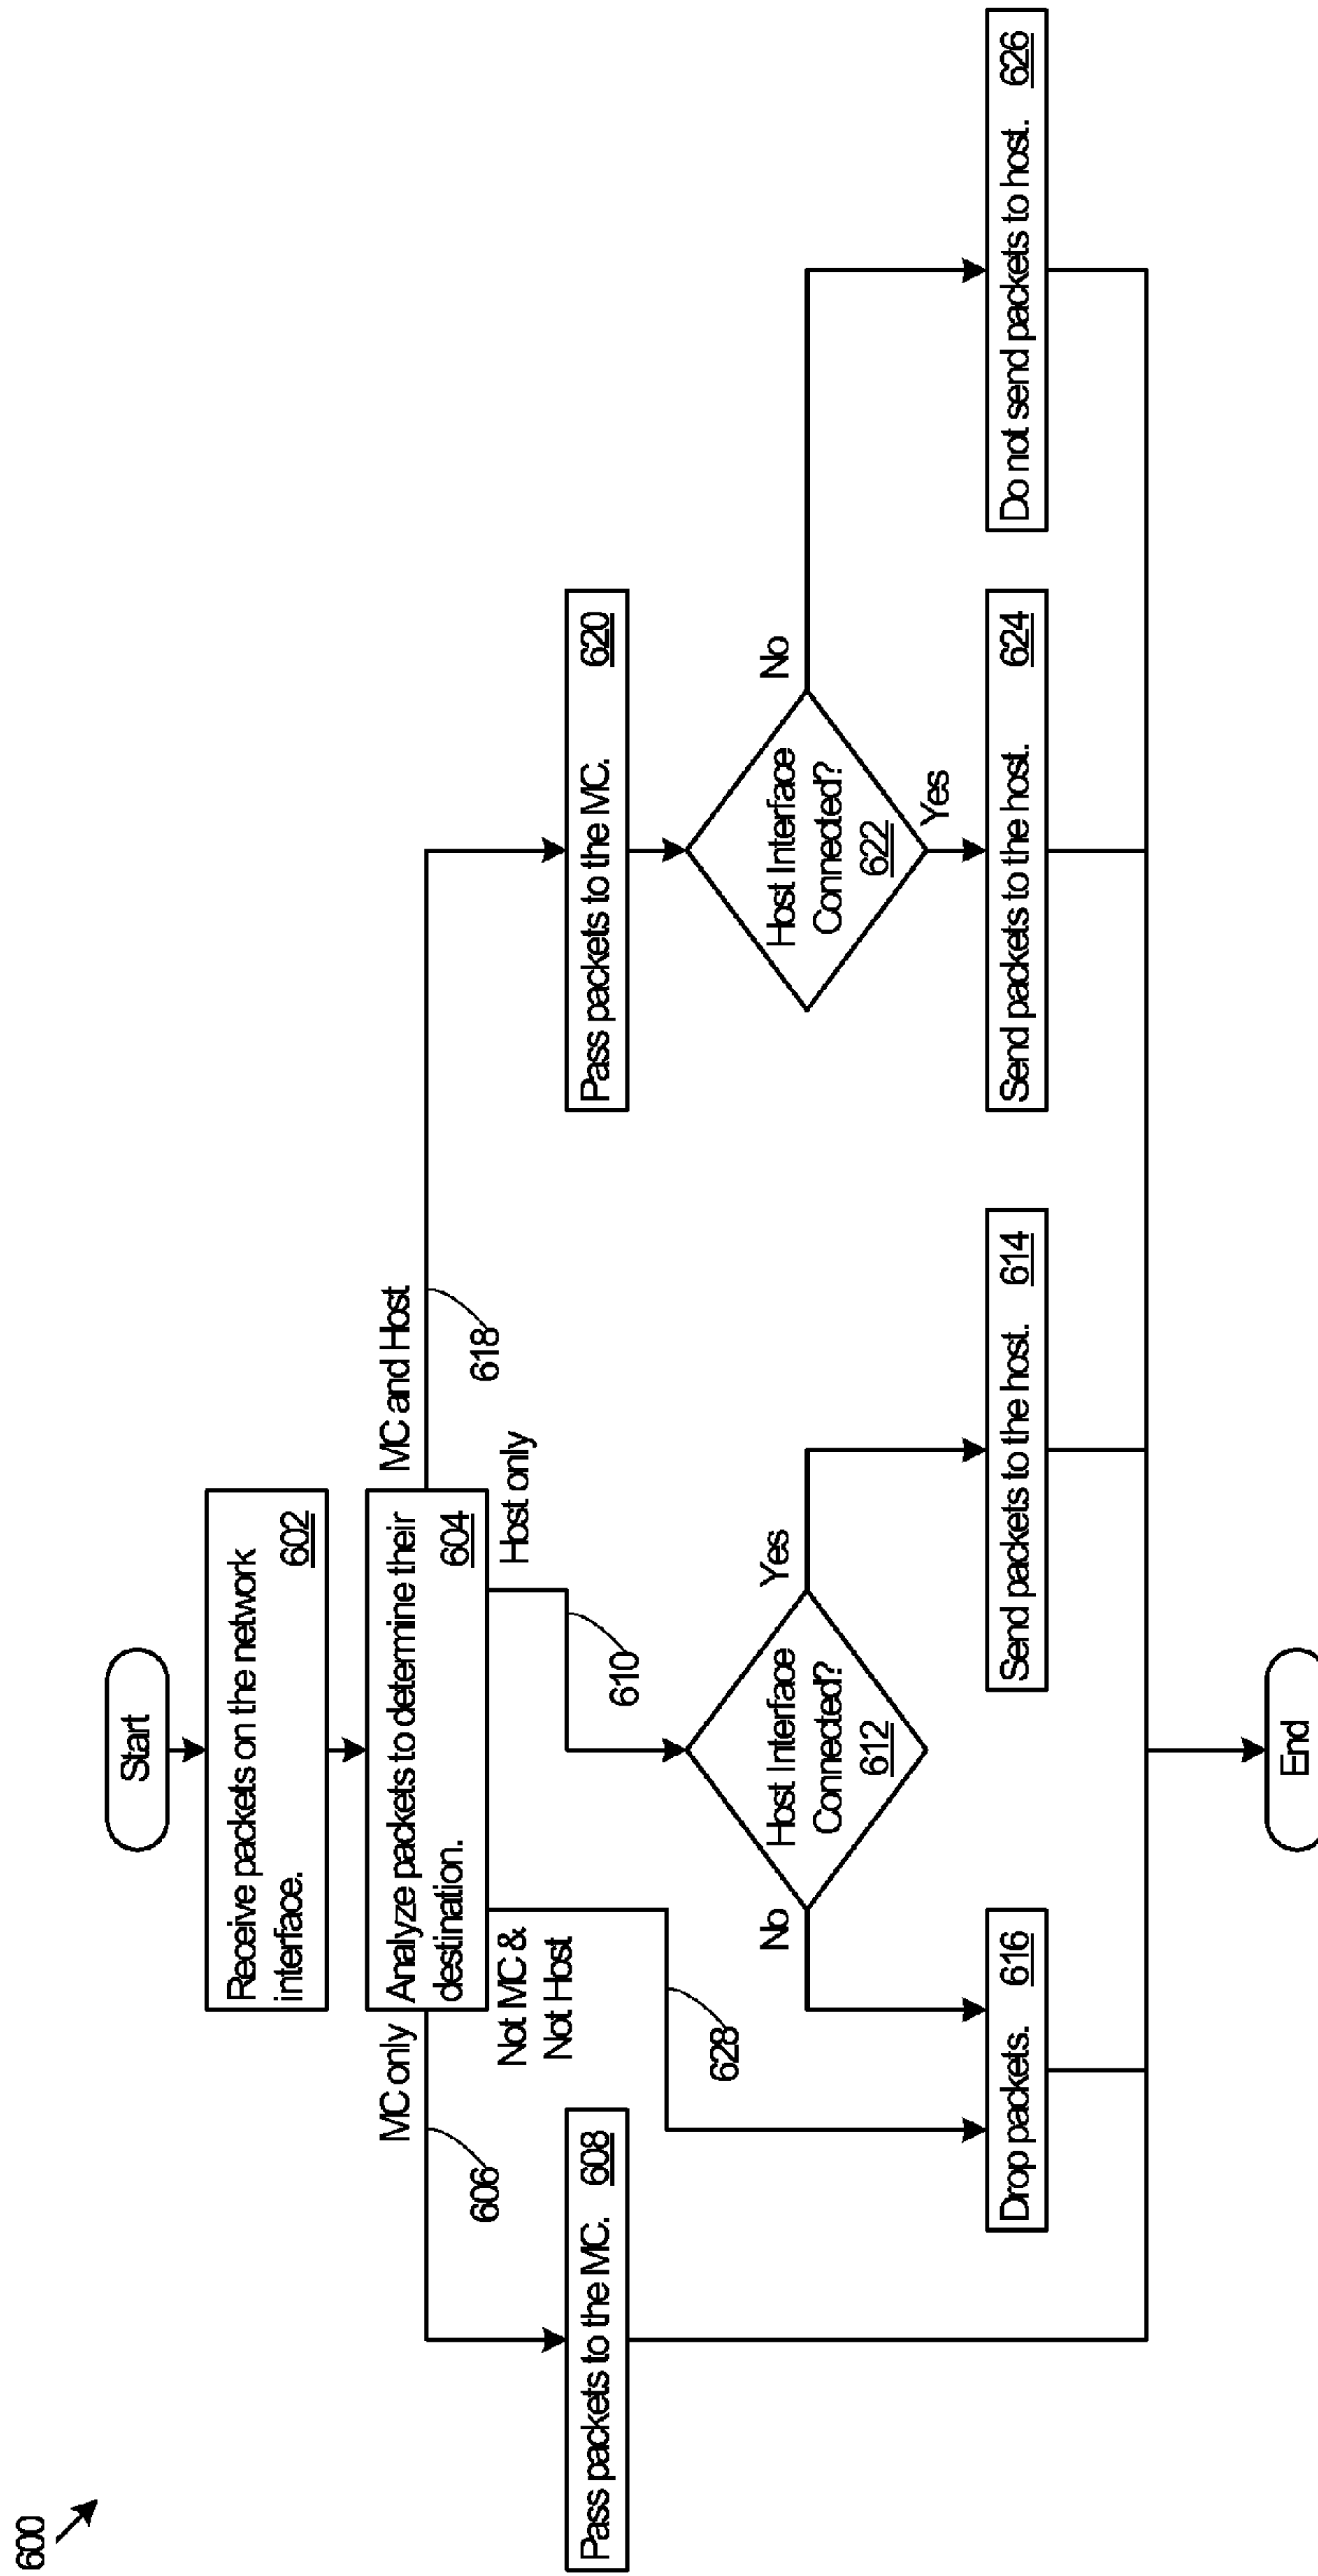 600
Start
Receive packets on the network
interface. 602
Analyze packets to determine their
destination. 604
MC only
606
Not MC &
Not Host
628
Host only
610
MC and Host
618
Pass packets to the MC. 608
Pass packets to the MC. 620
Host Interface
Connected?
612
No
Yes
Host Interface
Connected?
622
Yes
No
Drop packets. 616
Send packets to the host. 614
Send packets to the host. 624
Do not send packets to host. 626
End